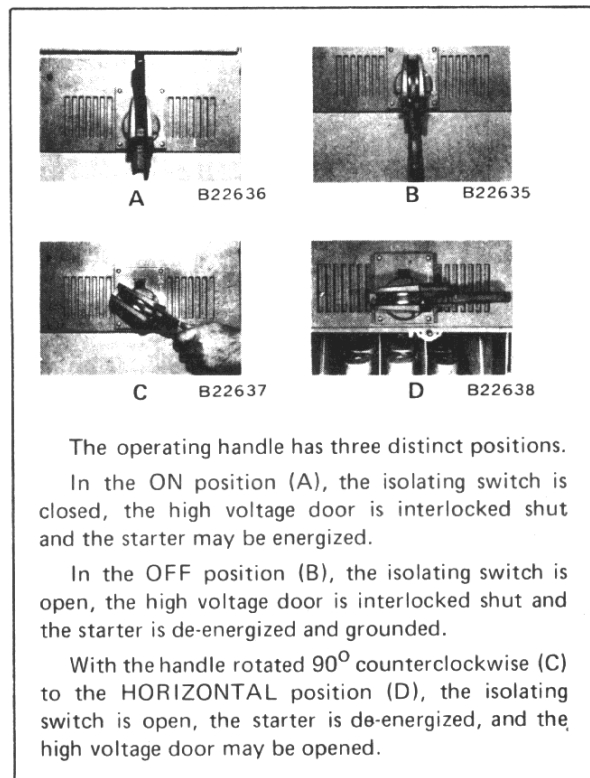 A B22636
B B22635
C B22637
D B22638
The operating handle has three distinct positions.
In the ON position (A), the isolating switch is
closed, the high voltage door is interlocked shut
and the starter may be energized.
In the OFF position (B), the isolating switch is
open, the high voltage door is interlocked shut and
the starter is de-energized and grounded.
With the handle rotated 90° counterclockwise (C)
to the HORIZONTAL position (D), the isolating
switch is open, the starter is de-energized, and the
high voltage door may be opened.